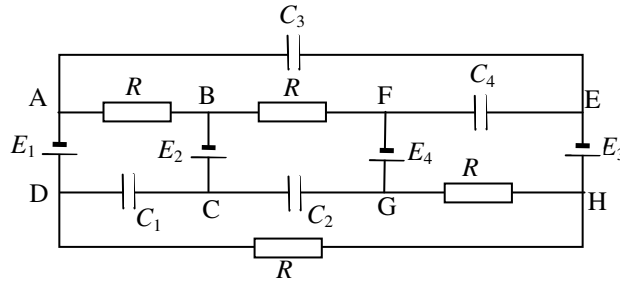 C3
A R B R F C4 E
E1 E2 E4 E3
D C1 C C2 G R H
R